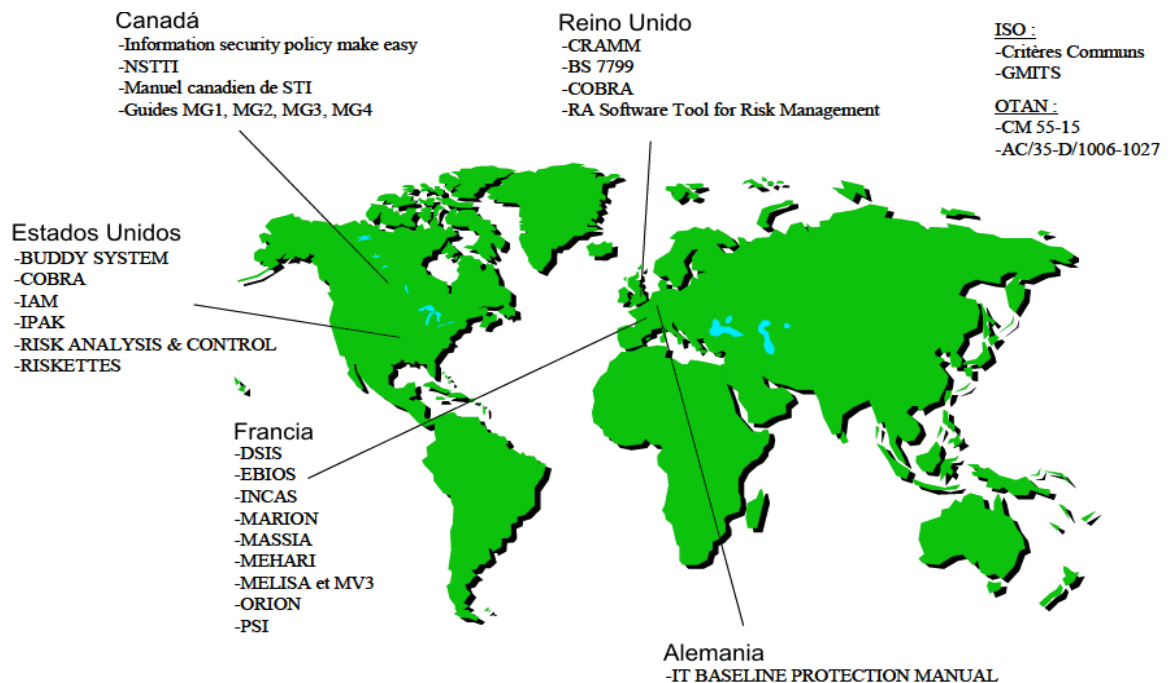 Canadá
-Information security policy make easy
-NSTTI
-Manuel canadien de STI
-Guides MG1, MG2, MG3, MG4
Reino Unido
-CRAMM
-BS 7799
-COBRA
-RA Software Tool for Risk Management
ISO :
-Critères Communs
-GMITS
OTAN :
-CM 55-15
-AC/35-D/1006-1027
Estados Unidos
-BUDDY SYSTEM
-COBRA
-IAM
-IPAK
-RISK ANALYSIS & CONTROL
-RISKETTES
Francia
-DSIS
-EBIOS
-INCAS
-MARION
-MASSIA
-MEHARI
-MELISA et MV3
-ORION
-PSI
Alemania
-IT BASELINE PROTECTION MANUAL